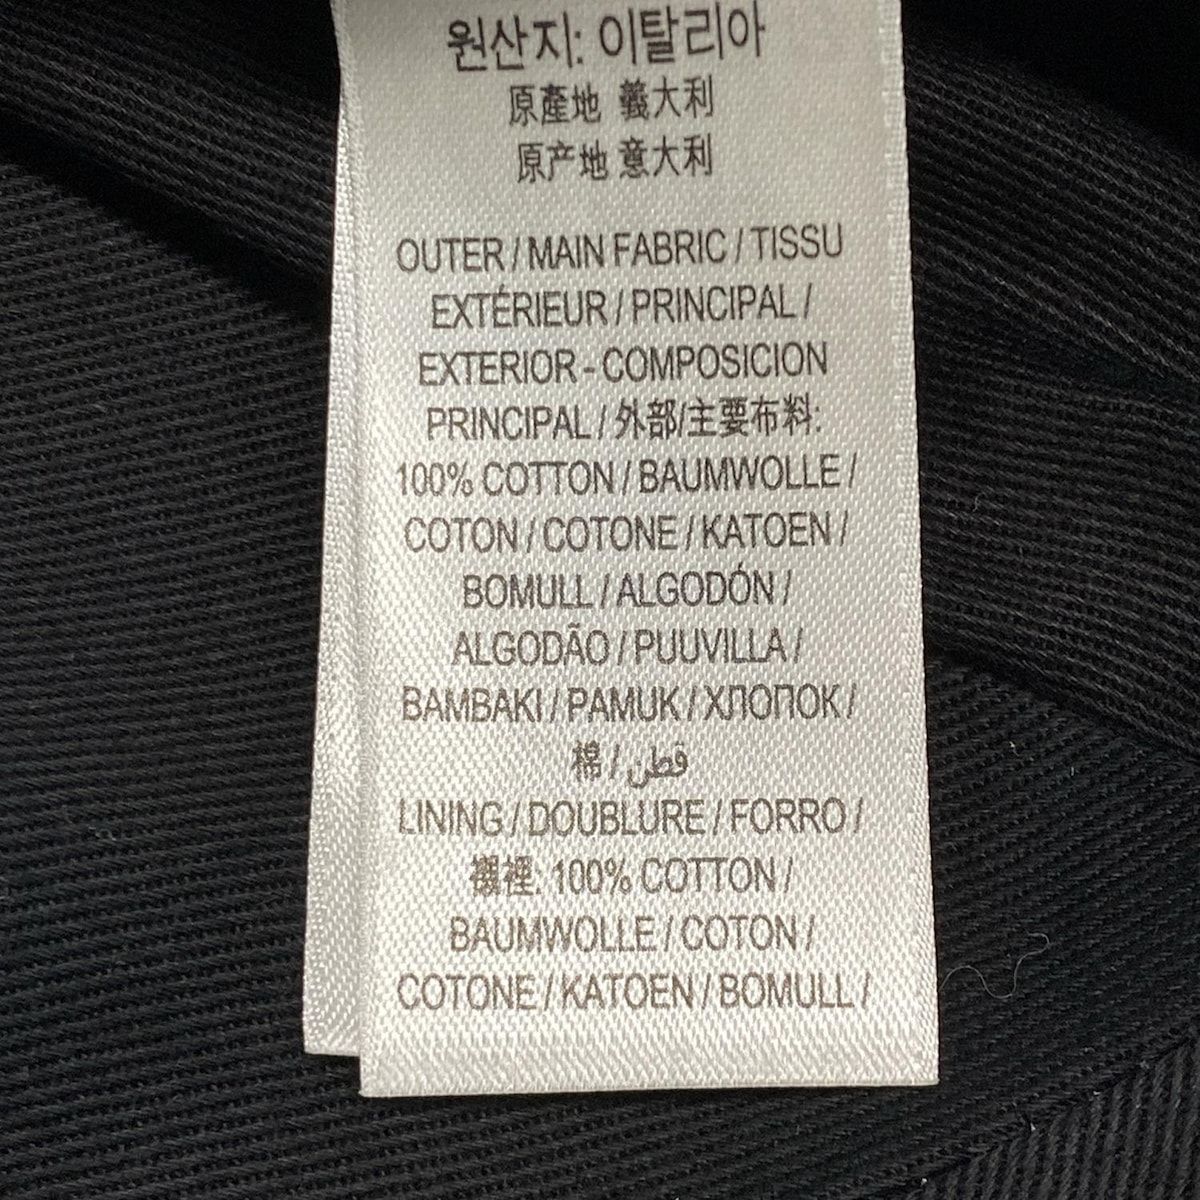 원산지: 이탈리아
原產地 義大利
原产地 意大利
OUTER / MAIN FABRIC / TISSU
EXTÉRIEUR / PRINCIPAL /
EXTERIOR - COMPOSICION
PRINCIPAL / 外部/主要布料:
100% COTTON / BAUMWOLLE /
COTON / COTONE / KATOEN /
BOMULL / ALGODÓN /
ALGODÃO / PUUVILLA /
BAMBAKI / PAMUK / ХЛОПОК /
棉 / قطن
LINING / DOUBLURE / FORRO /
襯裡: 100% COTTON /
BAUMWOLLE / COTON /
COTONE / KATOEN / BOMULL /